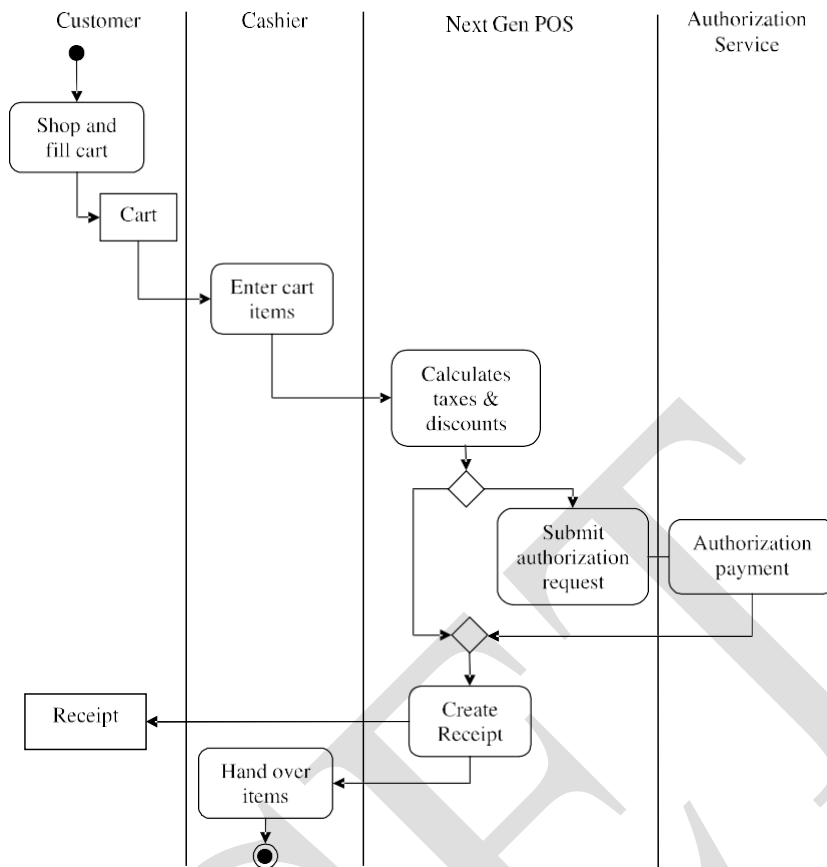 Customer
Cashier
Next Gen POS
Authorization
Service
Shop and
fill cart
Cart
Enter cart
items
Calculates
taxes &
discounts
Submit
authorization
request
Authorization
payment
Create
Receipt
Receipt
Hand over
items